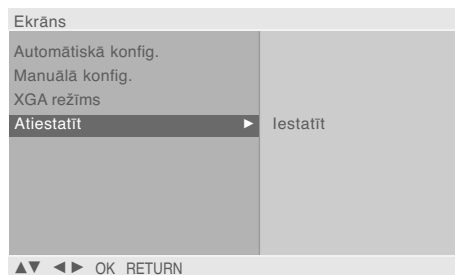 Ekrāns
Automātiskā konfig.
Manuālā konfig.
XGA režīms
Atiestatīt ► Iestatīt
▲▼ ◄► OK RETURN